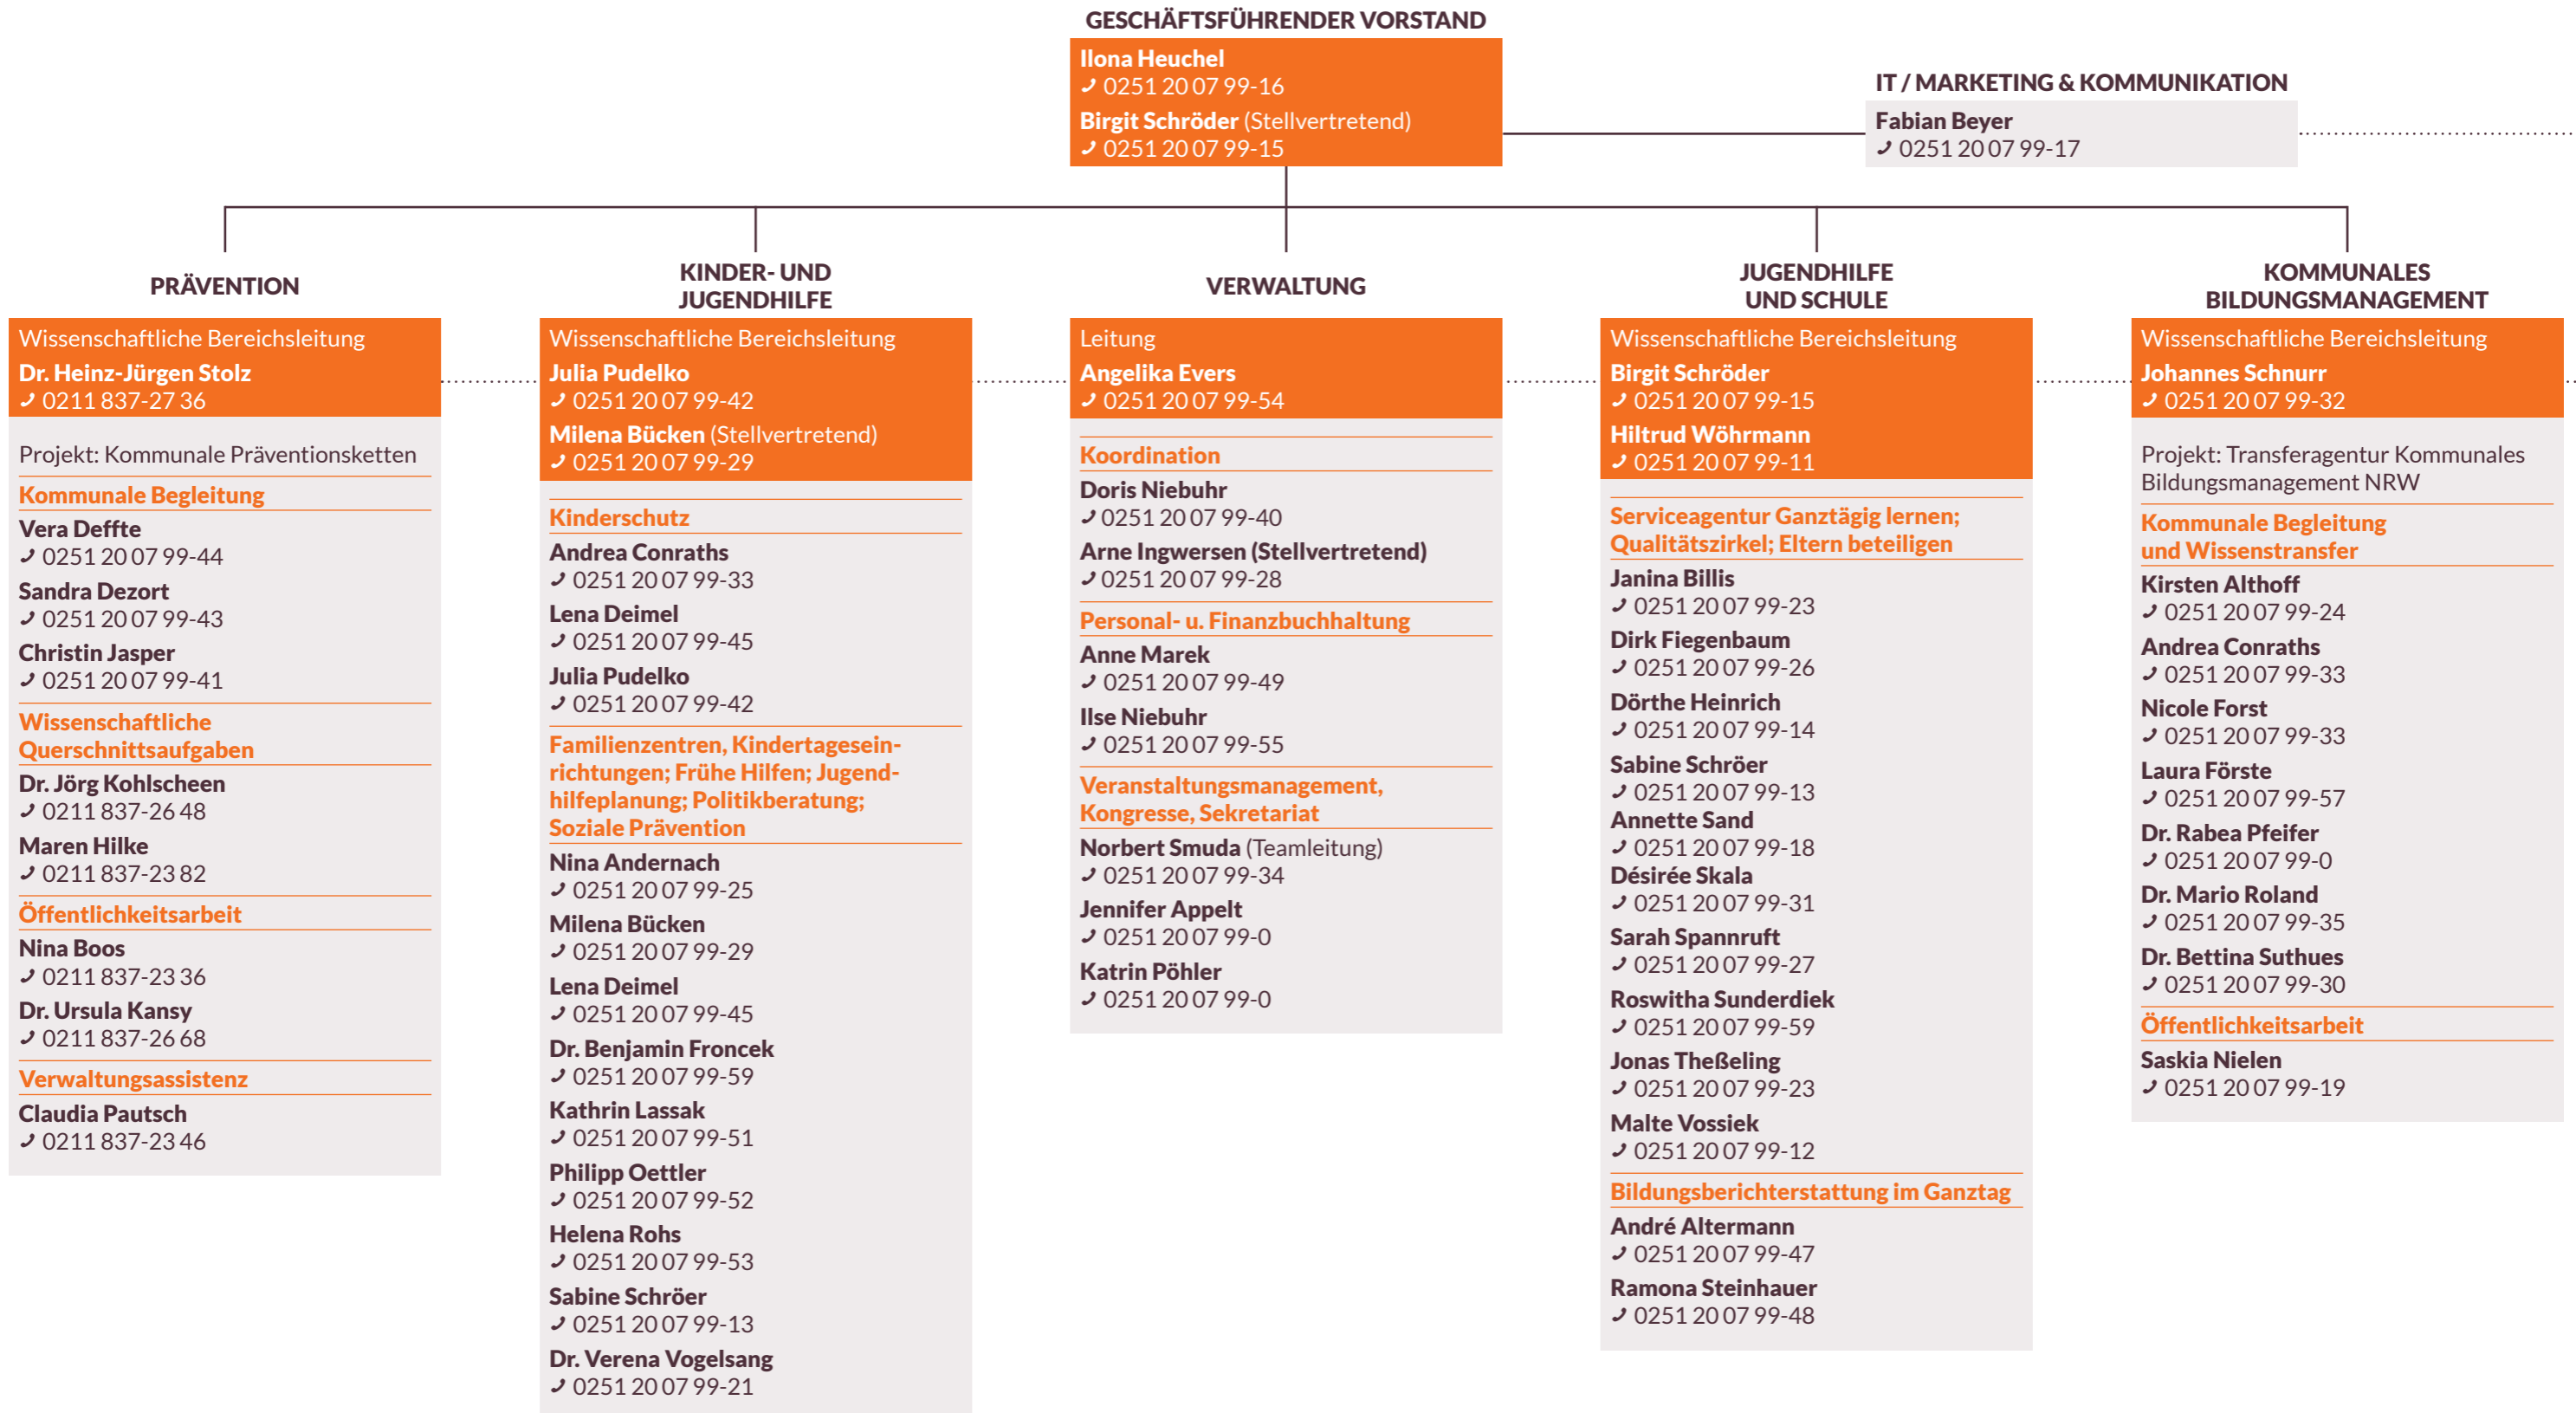 GESCHÄFTSFÜHRENDER VORSTAND
Ilona Heuchel
0251 20 07 99-16
Birgit Schröder (Stellvertretend)
0251 20 07 99-15
IT / MARKETING & KOMMUNIKATION
Fabian Beyer
0251 20 07 99-17
PRÄVENTION
Wissenschaftliche Bereichsleitung
Dr. Heinz-Jürgen Stolz
0211 837-27 36
Projekt: Kommunale Präventionsketten
Kommunale Begleitung
Vera Deffte
0251 20 07 99-44
Sandra Dezort
0251 20 07 99-43
Christin Jasper
0251 20 07 99-41
Wissenschaftliche
Querschnittsaufgaben
Dr. Jörg Kohlscheen
0211 837-26 48
Maren Hilke
0211 837-23 82
Öffentlichkeitsarbeit
Nina Boos
0211 837-23 36
Dr. Ursula Kansy
0211 837-26 68
Verwaltungsassistenz
Claudia Pautsch
0211 837-23 46
KINDER- UND
JUGENDHILFE
Wissenschaftliche Bereichsleitung
Julia Pudelko
0251 20 07 99-42
Milena Bücken (Stellvertretend)
0251 20 07 99-29
Kinderschutz
Andrea Conraths
0251 20 07 99-33
Lena Deimel
0251 20 07 99-45
Julia Pudelko
0251 20 07 99-42
Familienzentren, Kindertagesein-
richtungen; Frühe Hilfen; Jugend-
hilfeplanung; Politikberatung;
Soziale Prävention
Nina Andernach
0251 20 07 99-25
Milena Bücken
0251 20 07 99-29
Lena Deimel
0251 20 07 99-45
Dr. Benjamin Froncek
0251 20 07 99-59
Kathrin Lassak
0251 20 07 99-51
Philipp Oettler
0251 20 07 99-52
Helena Rohs
0251 20 07 99-53
Sabine Schröer
0251 20 07 99-13
Dr. Verena Vogelsang
0251 20 07 99-21
VERWALTUNG
Leitung
Angelika Evers
0251 20 07 99-54
Koordination
Doris Niebuhr
0251 20 07 99-40
Arne Ingwersen (Stellvertretend)
0251 20 07 99-28
Personal- u. Finanzbuchhaltung
Anne Marek
0251 20 07 99-49
Ilse Niebuhr
0251 20 07 99-55
Veranstaltungsmanagement,
Kongresse, Sekretariat
Norbert Smuda (Teamleitung)
0251 20 07 99-34
Jennifer Appelt
0251 20 07 99-0
Katrin Pöhler
0251 20 07 99-0
JUGENDHILFE
UND SCHULE
Wissenschaftliche Bereichsleitung
Birgit Schröder
0251 20 07 99-15
Hiltrud Wöhrmann
0251 20 07 99-11
Serviceagentur Ganztägig lernen;
Qualitätszirkel; Eltern beteiligen
Janina Billis
0251 20 07 99-23
Dirk Fiegenbaum
0251 20 07 99-26
Dörthe Heinrich
0251 20 07 99-14
Sabine Schröer
0251 20 07 99-13
Annette Sand
0251 20 07 99-18
Désirée Skala
0251 20 07 99-31
Sarah Spannruft
0251 20 07 99-27
Roswitha Sunderdiek
0251 20 07 99-59
Jonas Theßeling
0251 20 07 99-23
Malte Vossiek
0251 20 07 99-12
Bildungsberichterstattung im Ganztag
André Altermann
0251 20 07 99-47
Ramona Steinhauer
0251 20 07 99-48
KOMMUNALES
BILDUNGSMANAGEMENT
Wissenschaftliche Bereichsleitung
Johannes Schnurr
0251 20 07 99-32
Projekt: Transferagentur Kommunales
Bildungsmanagement NRW
Kommunale Begleitung
und Wissenstransfer
Kirsten Althoff
0251 20 07 99-24
Andrea Conraths
0251 20 07 99-33
Nicole Forst
0251 20 07 99-33
Laura Förste
0251 20 07 99-57
Dr. Rabea Pfeifer
0251 20 07 99-0
Dr. Mario Roland
0251 20 07 99-35
Dr. Bettina Suthues
0251 20 07 99-30
Öffentlichkeitsarbeit
Saskia Nielen
0251 20 07 99-19